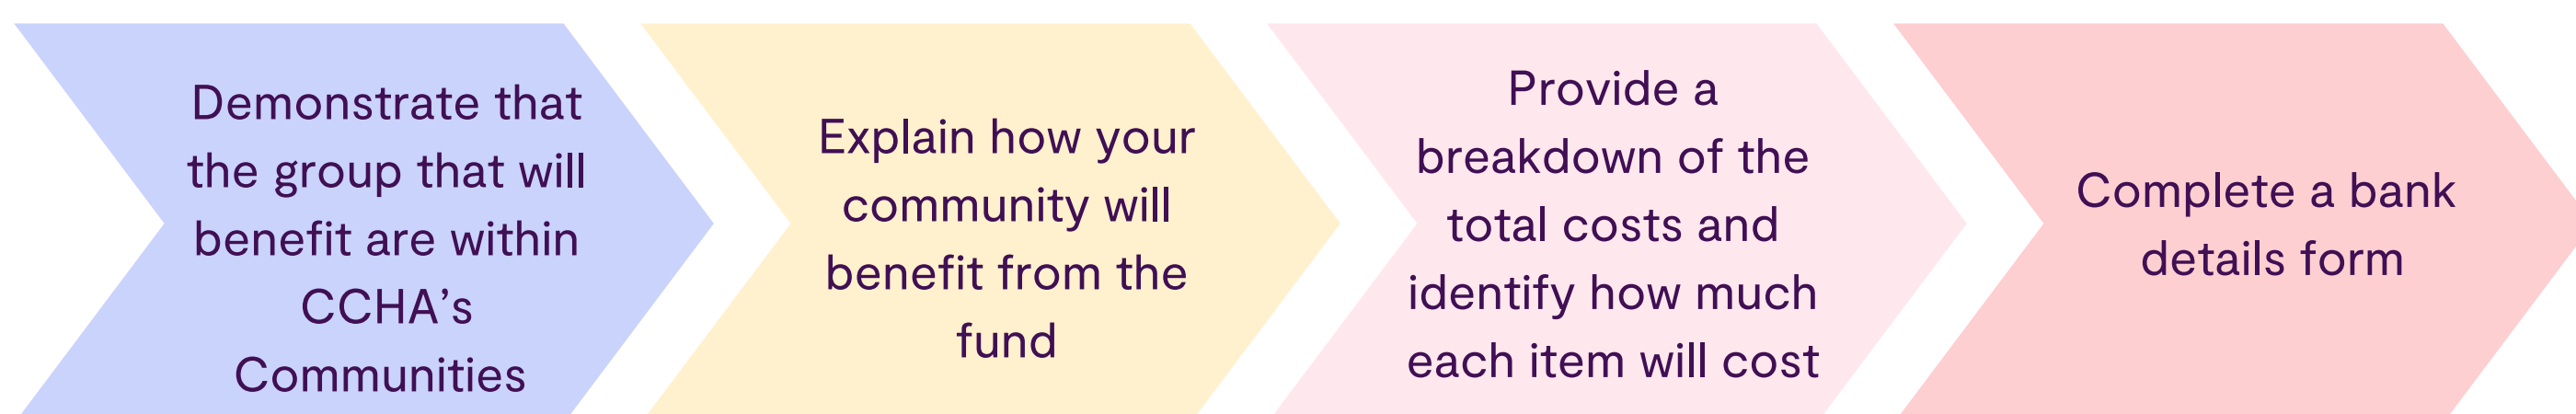 Demonstrate that
the group that will
benefit are within
CCHA’s
Communities
Explain how your
community will
benefit from the
fund
Provide a
breakdown of the
total costs and
identify how much
each item will cost
Complete a bank
details form